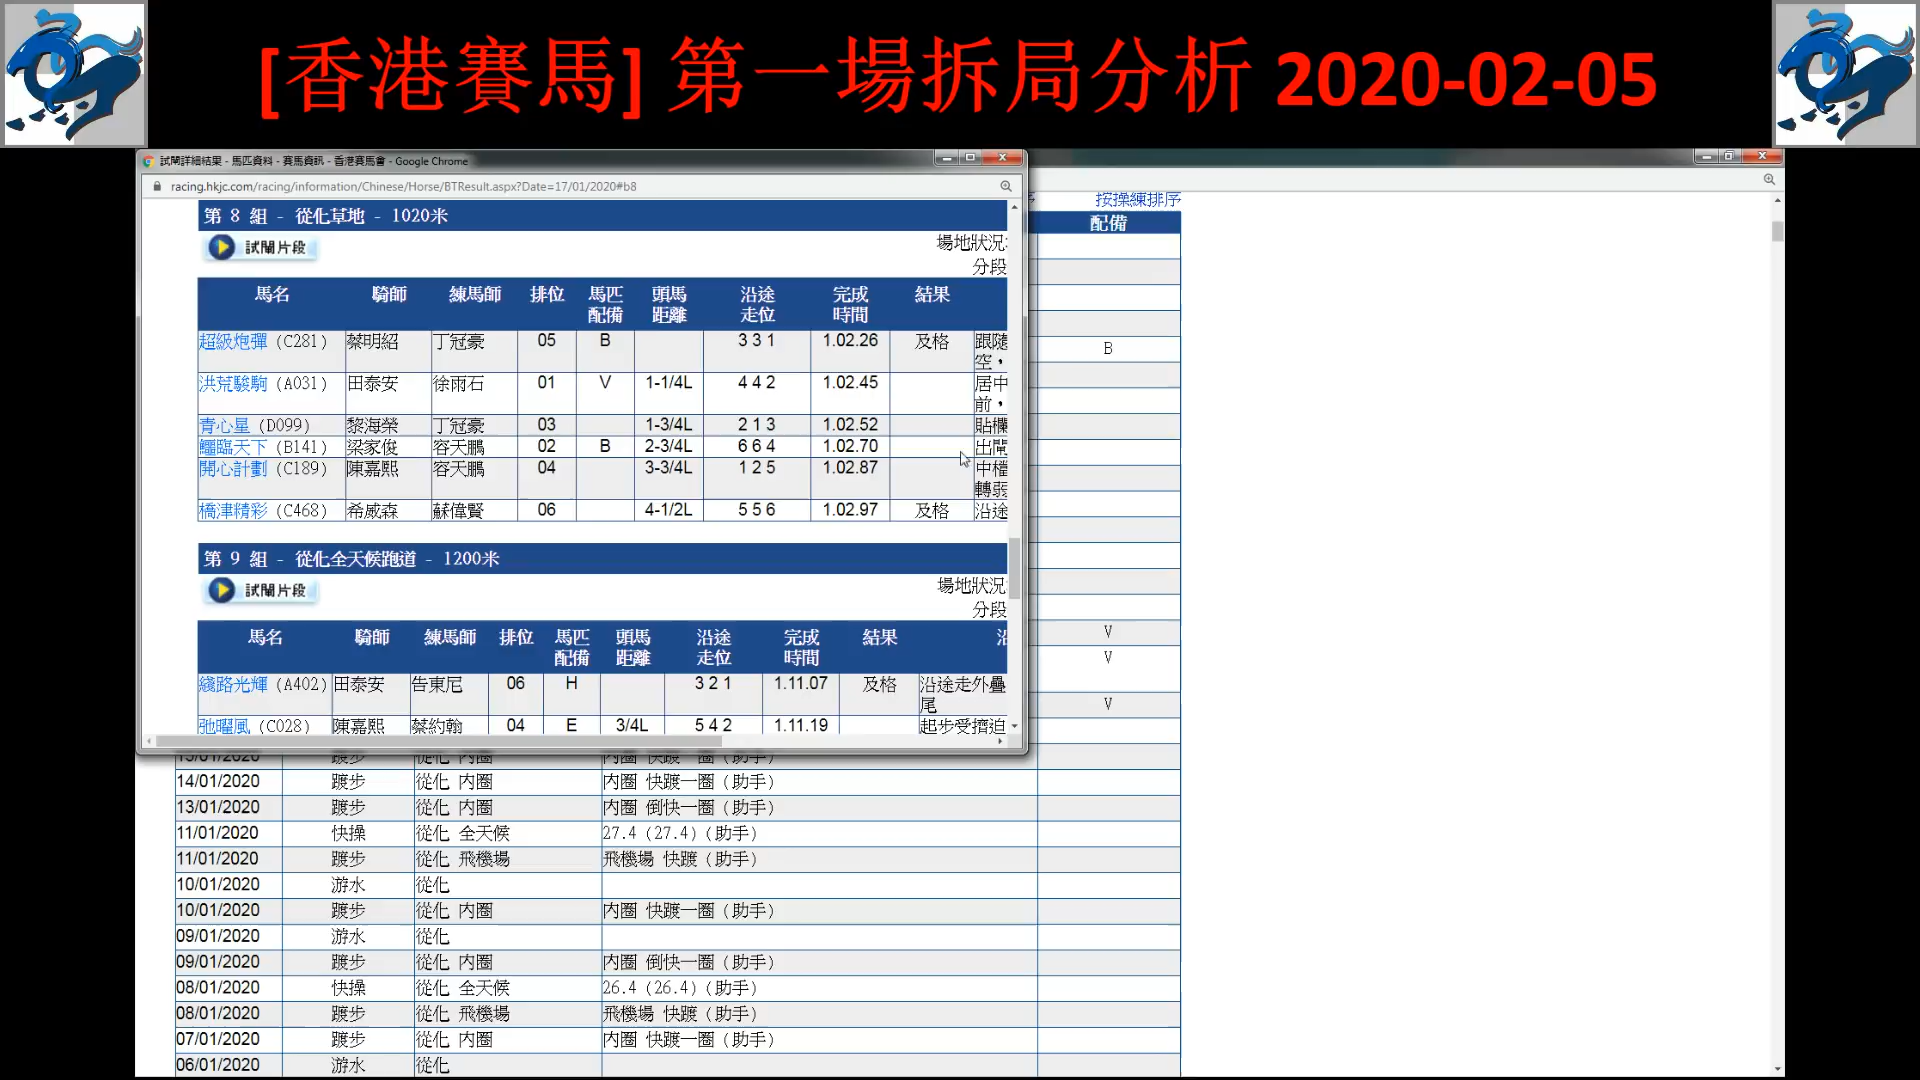 [香港賽馬] 第一場拆局分析 2020-02-05
試閘詳細結果 - 馬匹資料 - 賽馬資訊 - 香港賽馬會 - Google Chrome
racing.hkjc.com/racing/information/Chinese/Horse/BTResult.aspx?Date=17/01/2020#b8
按操練排序
配備
第 8 組 - 從化草地 - 1020米
試閘片段
場地狀況:
分段
馬名 騎師 練馬師 排位 馬匹配備 頭馬距離 沿途走位 完成時間 結果
超級炮彈 (C281) 蔡明紹 丁冠豪 05 B 3 3 1 1.02.26 及格 跟隨
空，
B
洪荒駿駒 (A031) 田泰安 徐雨石 01 V 1-1/4L 4 4 2 1.02.45 居中
前，
青心星 (D099) 黎海榮 丁冠豪 03 1-3/4L 2 1 3 1.02.52 貼欄
鱷臨天下 (B141) 梁家俊 容天鵬 02 B 2-3/4L 6 6 4 1.02.70 出閘
開心計劃 (C189) 陳嘉熙 容天鵬 04 3-3/4L 1 2 5 1.02.87 中檔
轉弱
橋津精彩 (C468) 希威森 蘇偉賢 06 4-1/2L 5 5 6 1.02.97 及格 沿途
第 9 組 - 從化全天候跑道 - 1200米
試閘片段
場地狀況
分段
馬名 騎師 練馬師 排位 馬匹配備 頭馬距離 沿途走位 完成時間 結果 沿
綫路光輝 (A402) 田泰安 告東尼 06 H 3 2 1 1.11.07 及格 沿途走外疊
尾
弛曜風 (C028) 陳嘉熙 蔡約翰 04 E 3/4L 5 4 2 1.11.19 起步受擠迫
V
V
V
15/01/2020 踱步 從化 內圈 內圈 快踱一圈 (助手)
14/01/2020 踱步 從化 內圈 內圈 快踱一圈 (助手)
13/01/2020 踱步 從化 內圈 內圈 倒快一圈 (助手)
11/01/2020 快操 從化 全天候 27.4 (27.4) (助手)
11/01/2020 踱步 從化 飛機場 飛機場 快踱 (助手)
10/01/2020 游水 從化
10/01/2020 踱步 從化 內圈 內圈 快踱一圈 (助手)
09/01/2020 游水 從化
09/01/2020 踱步 從化 內圈 內圈 倒快一圈 (助手)
08/01/2020 快操 從化 全天候 26.4 (26.4) (助手)
08/01/2020 踱步 從化 飛機場 飛機場 快踱 (助手)
07/01/2020 踱步 從化 內圈 內圈 快踱一圈 (助手)
06/01/2020 游水 從化